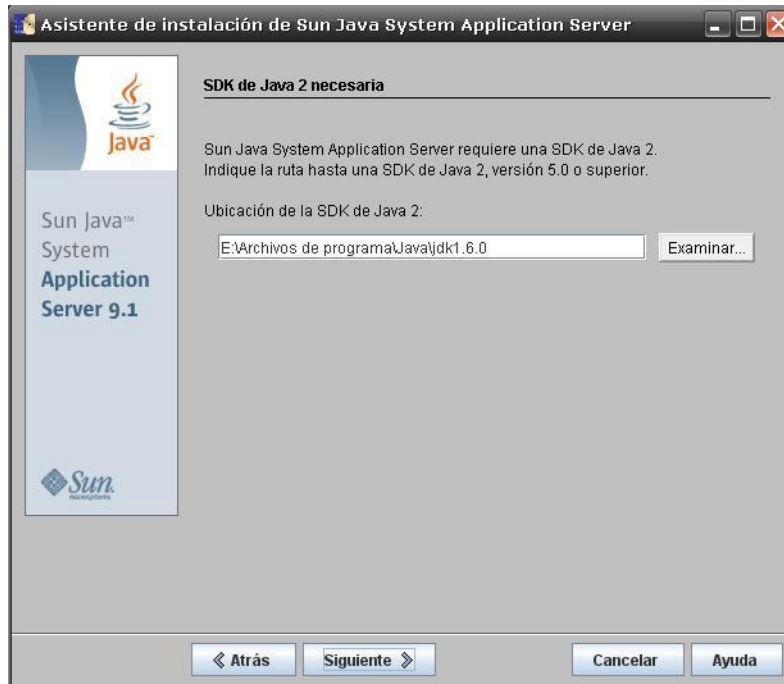 Asistente de instalación de Sun Java System Application Server
Java™
Sun Java™
System
Application
Server 9.1
Sun
microsystems
SDK de Java 2 necesaria
Sun Java System Application Server requiere una SDK de Java 2.
Indique la ruta hasta una SDK de Java 2, versión 5.0 o superior.
Ubicación de la SDK de Java 2:
E:\Archivos de programa\Java\jdk1.6.0
Examinar...
Atrás
Siguiente
Cancelar
Ayuda